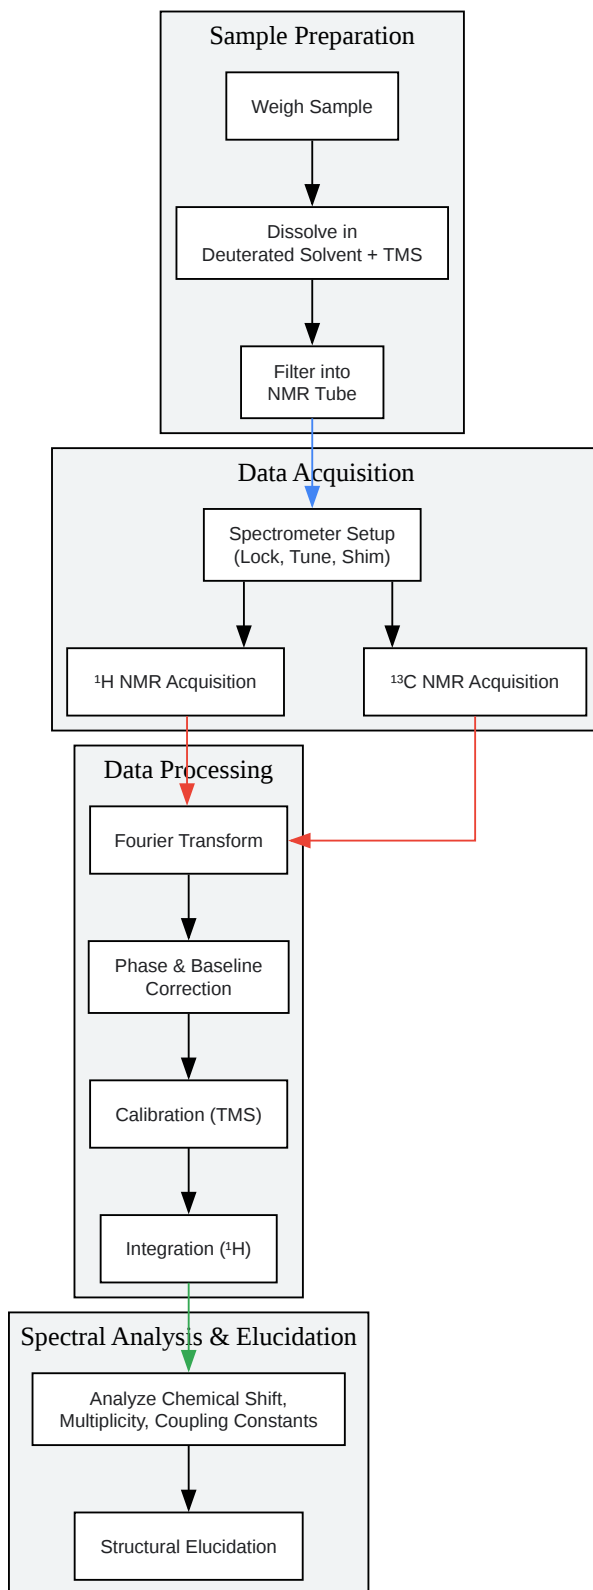 Sample Preparation
Weigh Sample
Dissolve in
Deuterated Solvent + TMS
Filter into
NMR Tube
Data Acquisition
Spectrometer Setup
(Lock, Tune, Shim)
¹H NMR Acquisition
¹³C NMR Acquisition
Data Processing
Fourier Transform
Phase & Baseline
Correction
Calibration (TMS)
Integration (¹H)
Spectral Analysis & Elucidation
Analyze Chemical Shift,
Multiplicity, Coupling Constants
Structural Elucidation